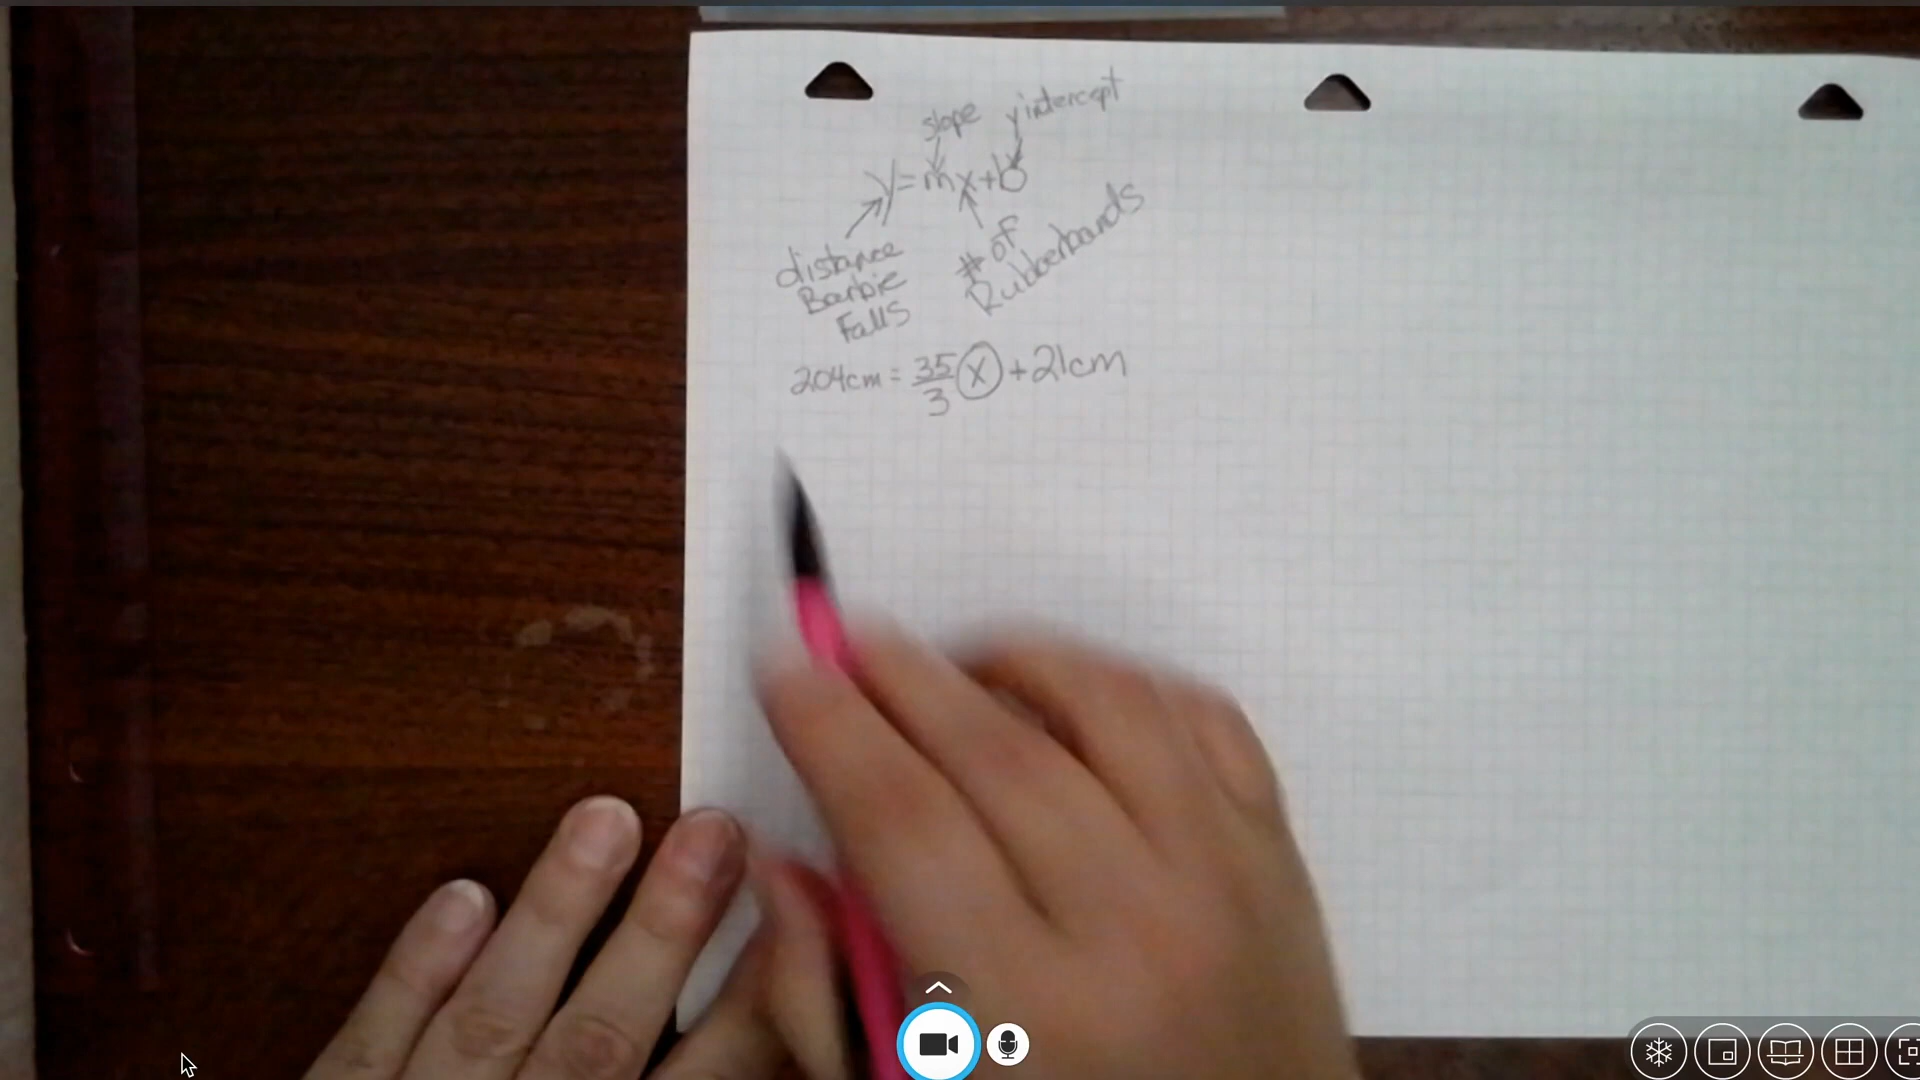 slope y intercept
y=mx+b
distance
Barbie
Falls
# of
Rubberbands
204cm = 35/3 (x) + 21cm